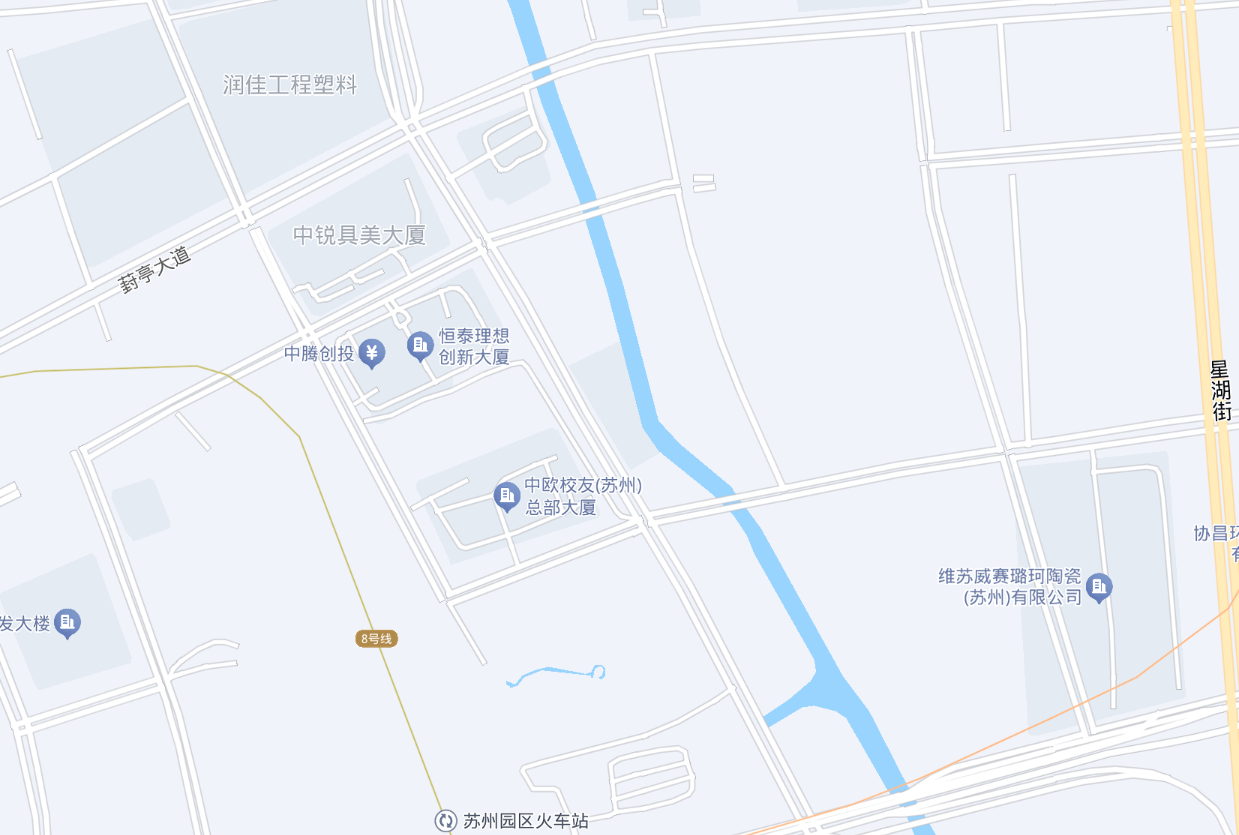 润佳工程塑料
中锐具美大厦
葑亭大道
恒泰理想
创新大厦
中腾创投
¥
星湖街
中欧校友(苏州)
总部大厦
协昌环
有
维苏威赛璐珂陶瓷
(苏州)有限公司
发大楼
8号线
苏州园区火车站